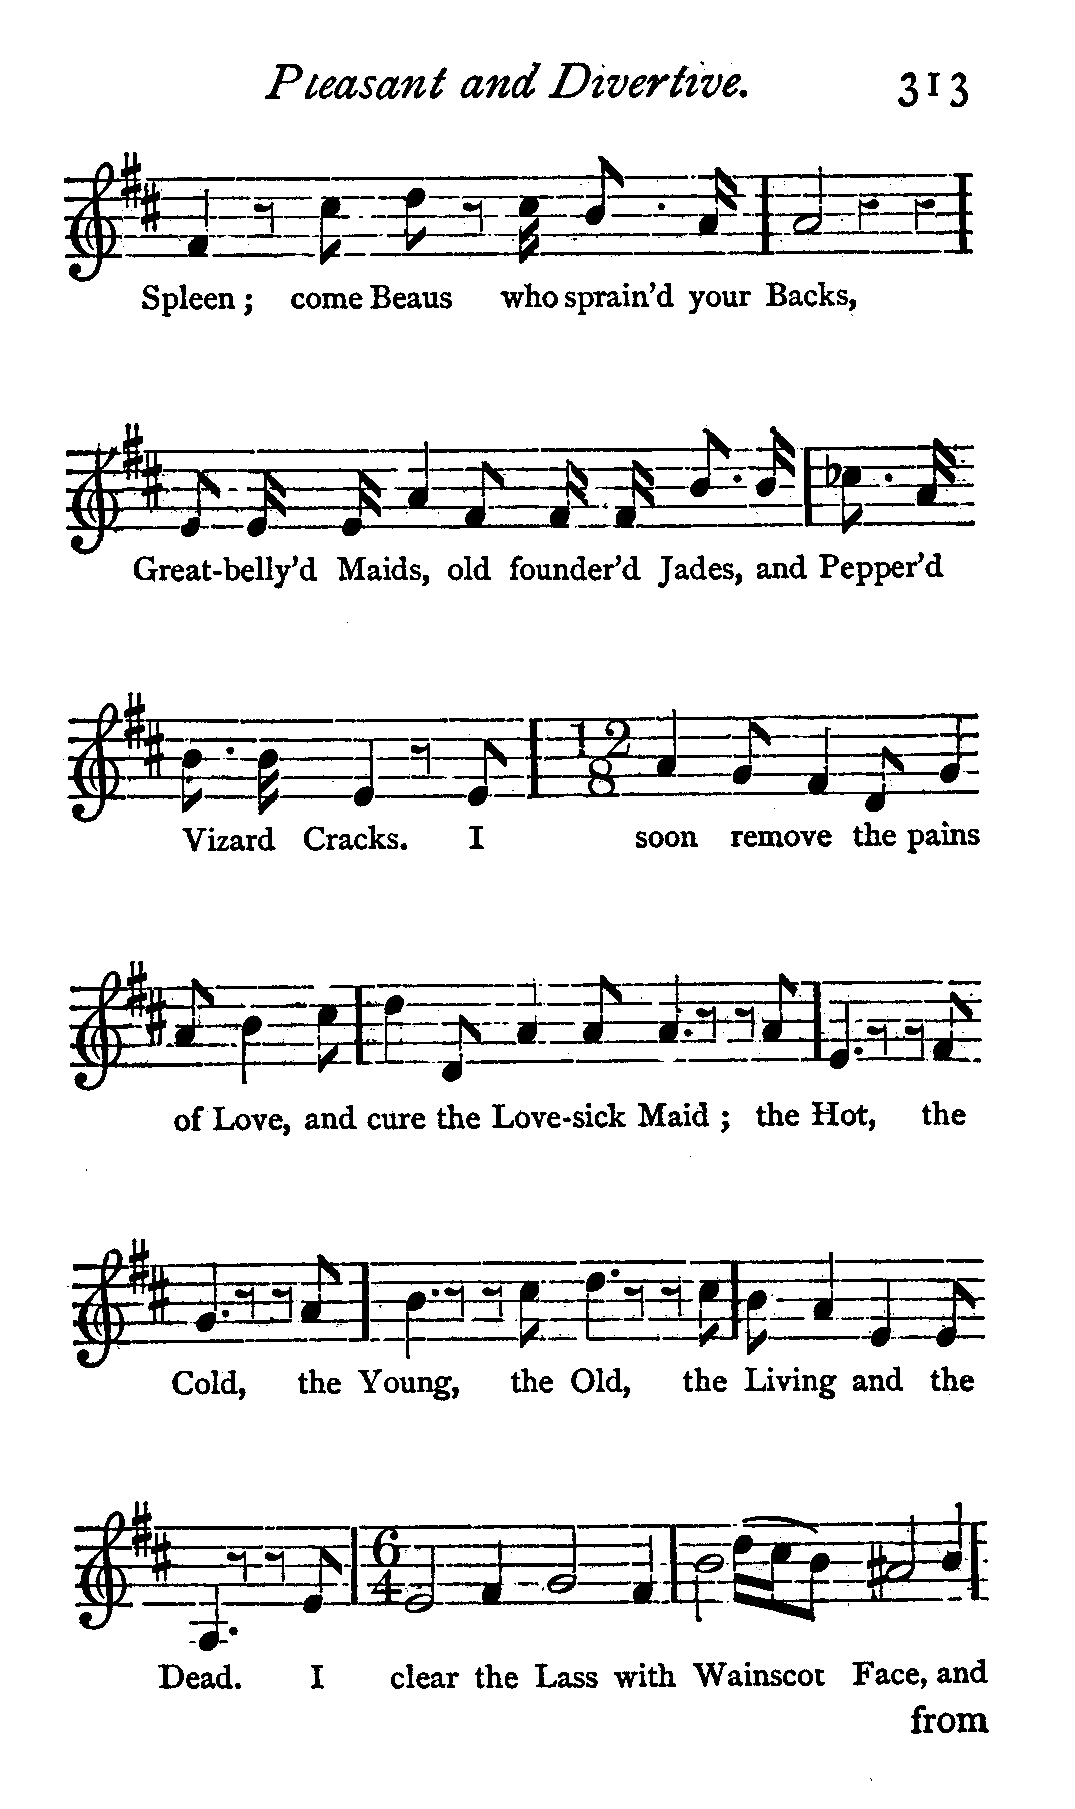 Pleasant and Divertive. 313
Spleen ; come Beaus who sprain'd your Backs,
Great-belly'd Maids, old founder'd Jades, and Pepper'd
12
8
Vizard Cracks. I soon remove the pains
of Love, and cure the Love-sick Maid ; the Hot, the
Cold, the Young, the Old, the Living and the
6
4
Dead. I clear the Lass with Wainscot Face, and
from